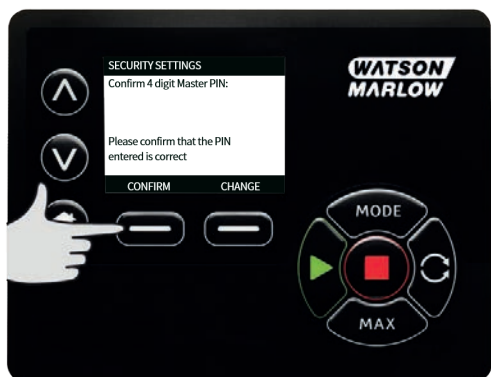 SECURITY SETTINGS
Confirm 4 digit Master PIN:
Please confirm that the PIN
entered is correct
CONFIRM CHANGE
WATSON
MARLOW
MODE
MAX